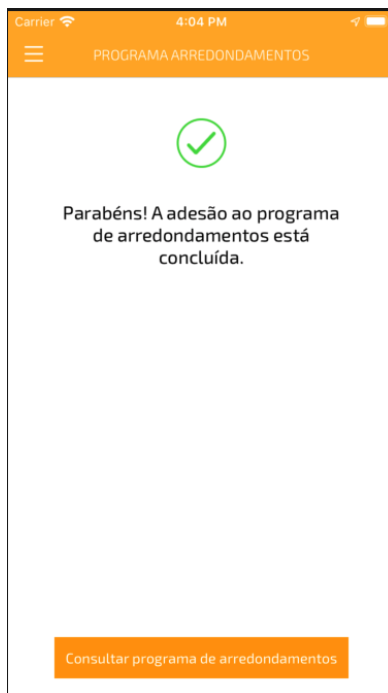 Carrier 4:04 PM
PROGRAMA ARREDONDAMENTOS
Parabéns! A adesão ao programa
de arredondamentos está
concluída.
Consultar programa de arredondamentos